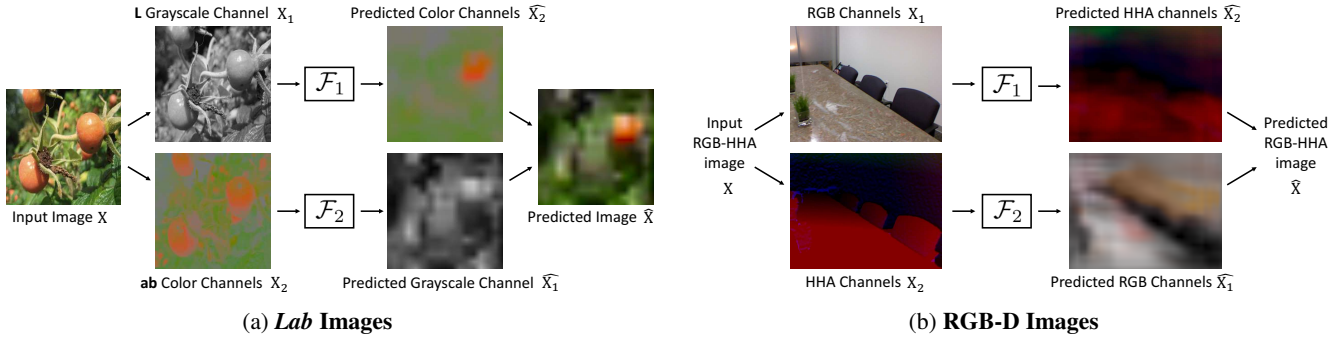 L Grayscale Channel X₁
Predicted Color Channels X̂₂
F₁
Input Image X
F₂
Predicted Image X̂
ab Color Channels X₂
Predicted Grayscale Channel X̂₁
(a) Lab Images
RGB Channels X₁
Predicted HHA channels X̂₂
F₁
Input
RGB-HHA
image
X
Predicted
RGB-HHA
image
X̂
F₂
HHA Channels X₂
Predicted RGB Channels X̂₁
(b) RGB-D Images